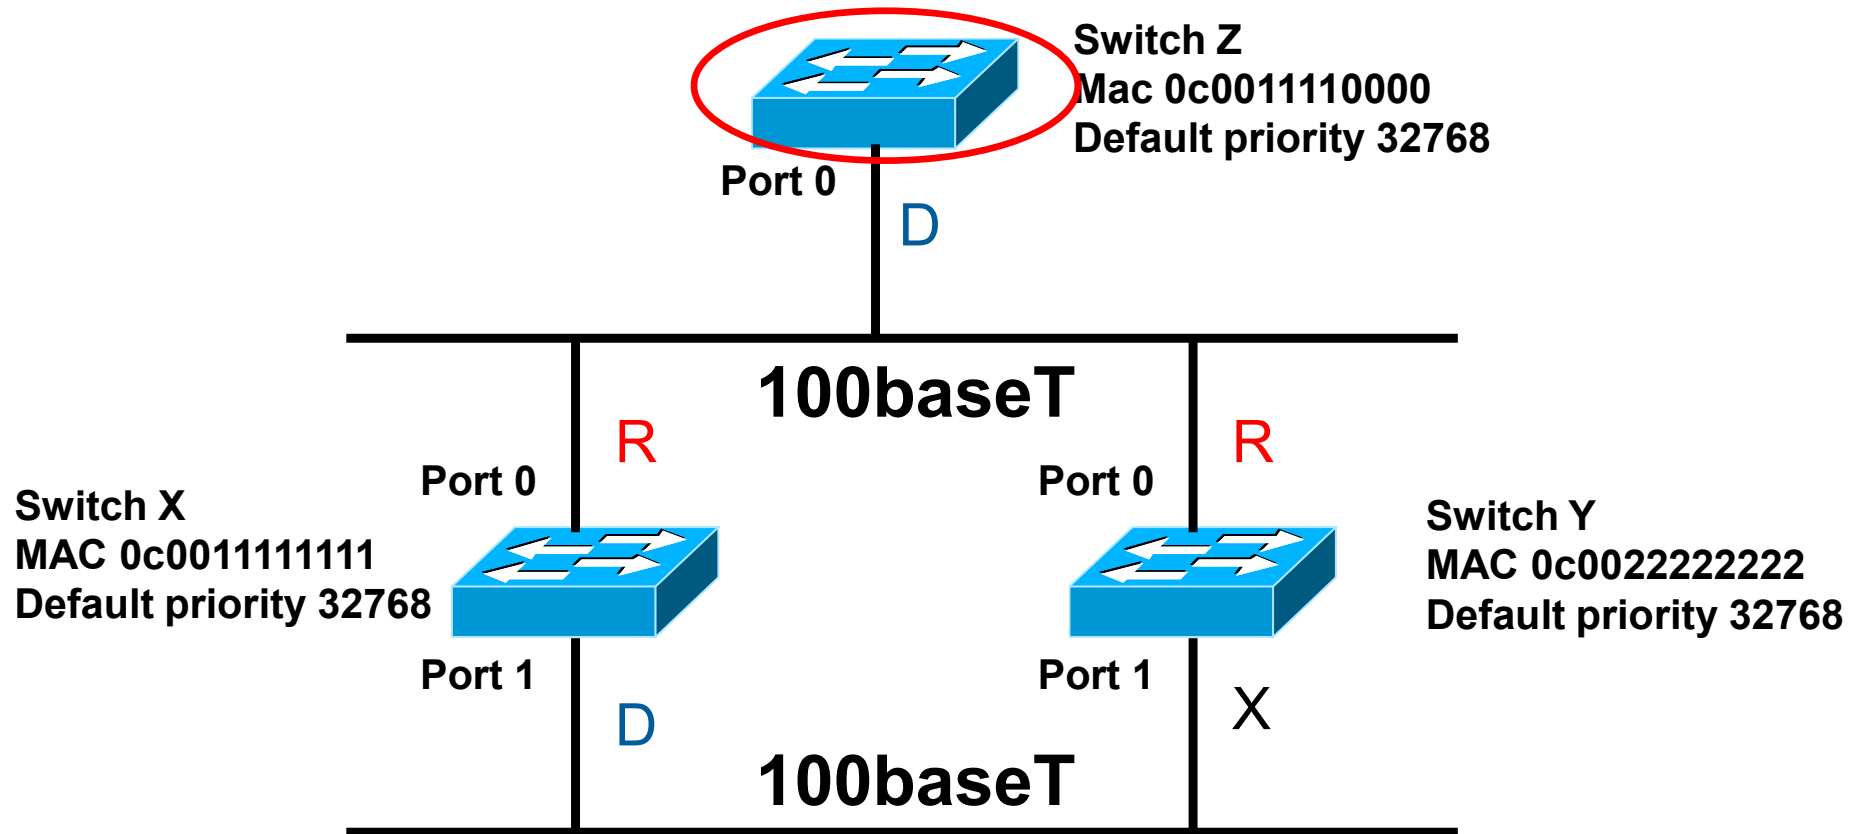 Switch Z
Mac 0c0011110000
Default priority 32768
Port 0
D
100baseT
R
R
Port 0
Port 0
Switch X
MAC 0c0011111111
Default priority 32768
Switch Y
MAC 0c0022222222
Default priority 32768
Port 1
Port 1
D
X
100baseT